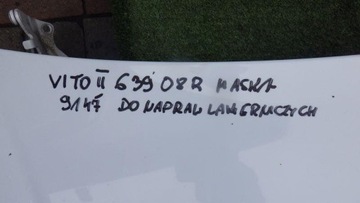 VITO II 639 08R MASKA
9147 DO NAPRAW LAKIERNICZYCH